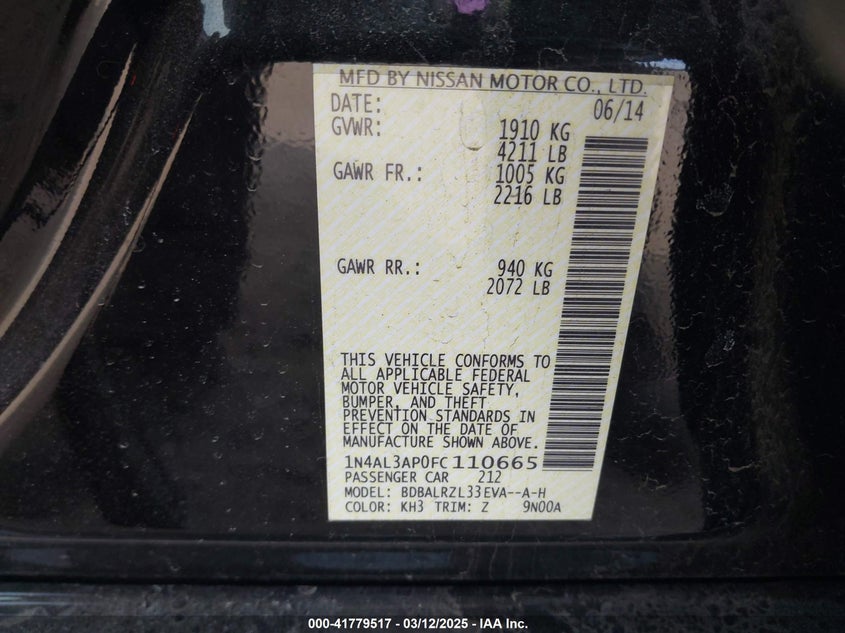 MFD BY NISSAN MOTOR CO., LTD.
DATE: 06/14
GVWR: 1910 KG
4211 LB
GAWR FR.: 1005 KG
2216 LB
GAWR RR.: 940 KG
2072 LB
THIS VEHICLE CONFORMS TO
ALL APPLICABLE FEDERAL
MOTOR VEHICLE SAFETY,
BUMPER, AND THEFT
PREVENTION STANDARDS IN
EFFECT ON THE DATE OF
MANUFACTURE SHOWN ABOVE.
1N4AL3AP0FC110665
PASSENGER CAR 212
MODEL: BDBALRZL33EVA--A-H
COLOR: KH3 TRIM: Z 9N00A
000-41779517 - 03/12/2025 - IAA Inc.